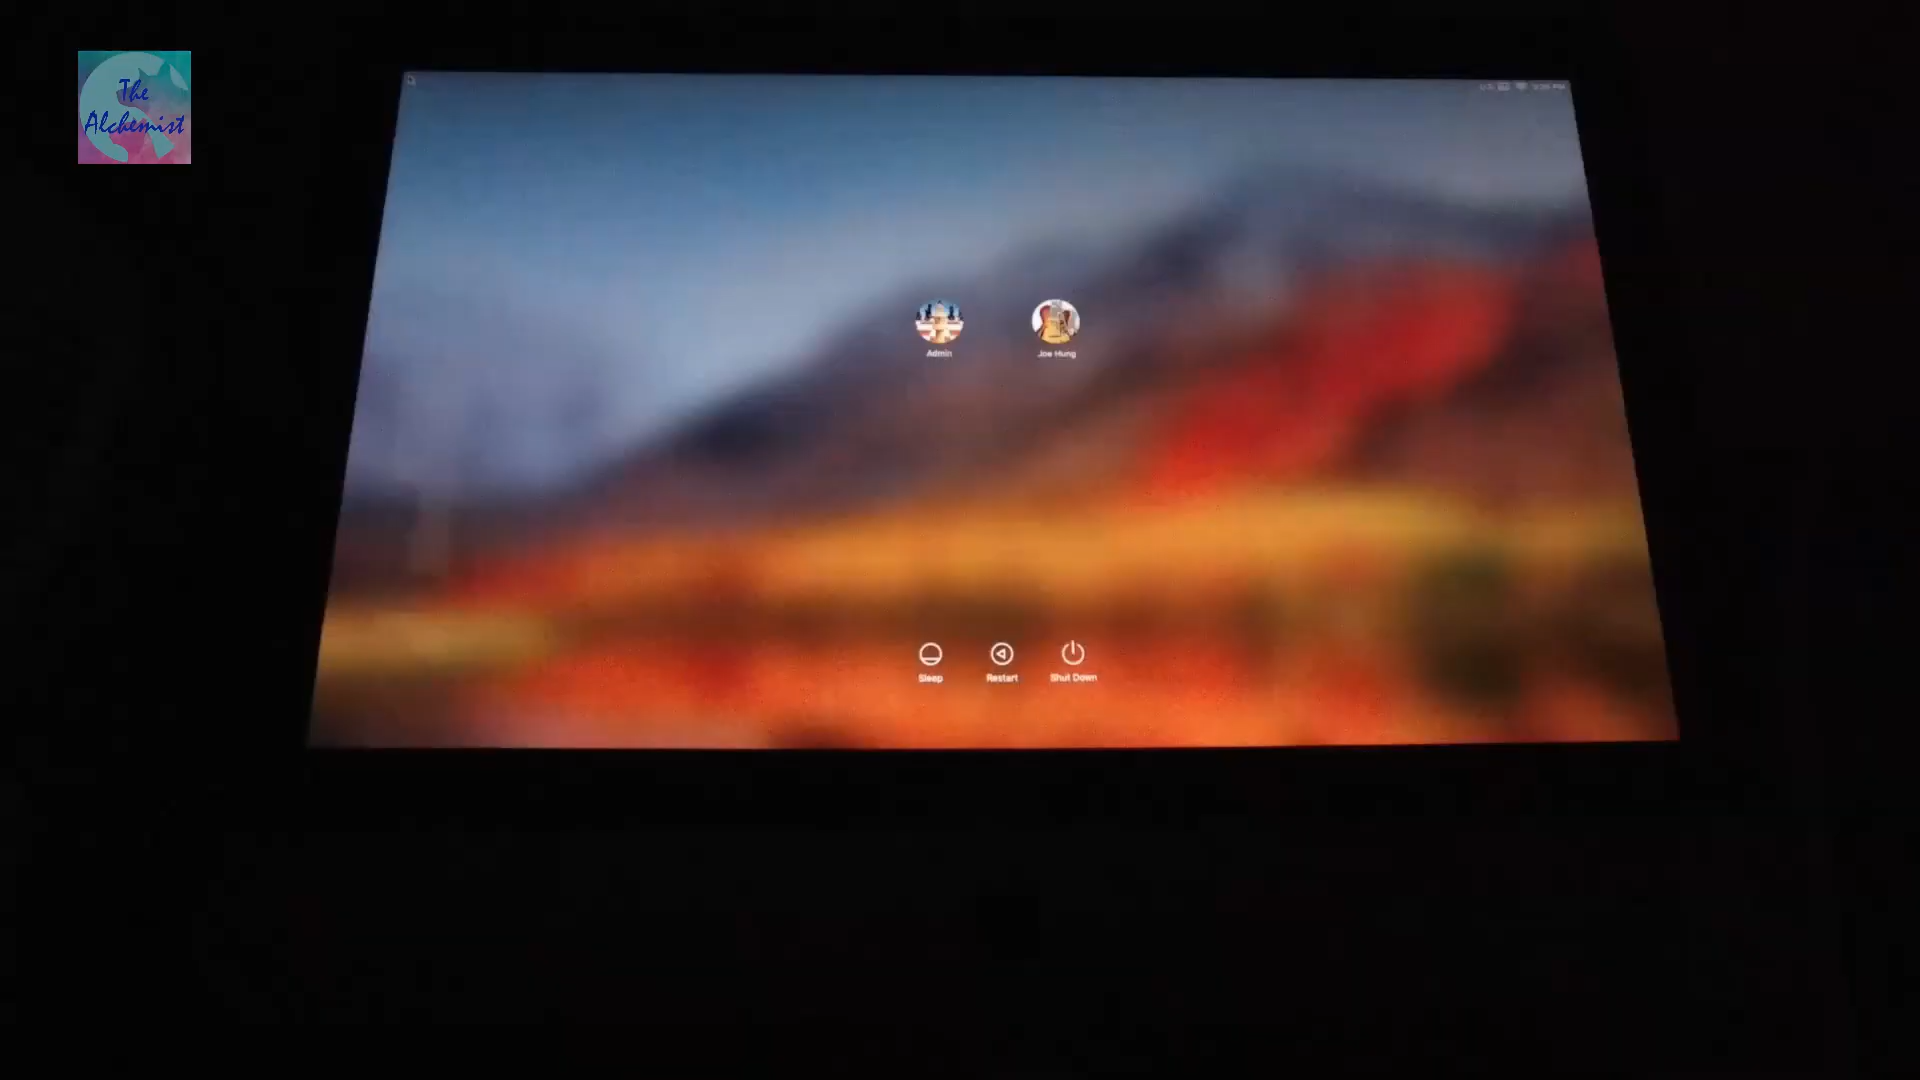 The
Alchemist
Admin
Joe Hung
Sleep
Restart
Shut Down